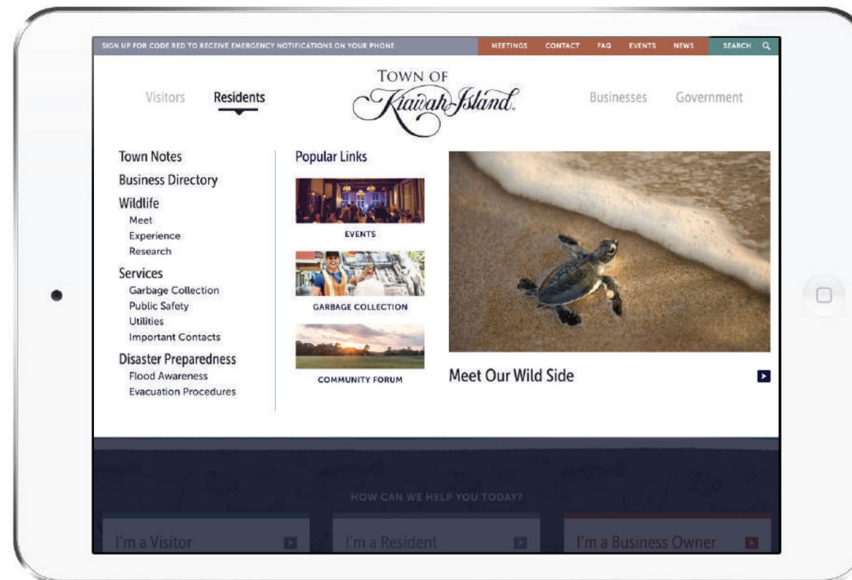 SIGN UP FOR CODE RED TO RECEIVE EMERGENCY NOTIFICATIONS ON YOUR PHONE
MEETINGS CONTACT FAQ EVENTS NEWS SEARCH
Visitors Residents
TOWN OF
Kiawah Island
Businesses Government
Town Notes
Business Directory
Wildlife
Meet
Experience
Research
Services
Garbage Collection
Public Safety
Utilities
Important Contacts
Disaster Preparedness
Flood Awareness
Evacuation Procedures
Popular Links
EVENTS
GARBAGE COLLECTION
COMMUNITY FORUM
Meet Our Wild Side
HOW CAN WE HELP YOU TODAY?
I'm a Visitor
I'm a Resident
I'm a Business Owner